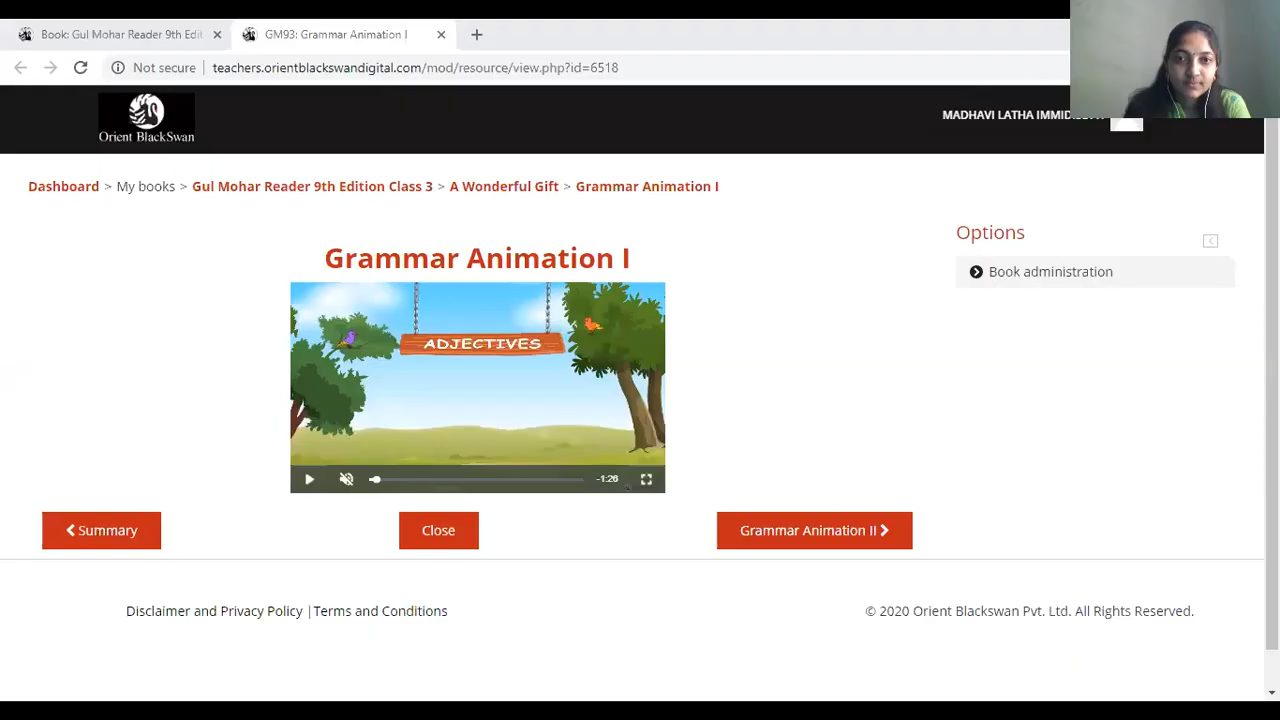 Book: Gul Mohar Reader 9th Edi
GM93: Grammar Animation I
Not secure
teachers.orientblackswandigital.com/mod/resource/view.php?id=6518
Orient BlackSwan
MADHAVI LATHA
Dashboard > My books > Gul Mohar Reader 9th Edition Class 3 > A Wonderful Gift > Grammar Animation I
Options
Book administration
Grammar Animation I
ADJECTIVES
-1:26
Summary
Close
Grammar Animation II
Disclaimer and Privacy Policy |Terms and Conditions
© 2020 Orient Blackswan Pvt. Ltd. All Rights Reserved.